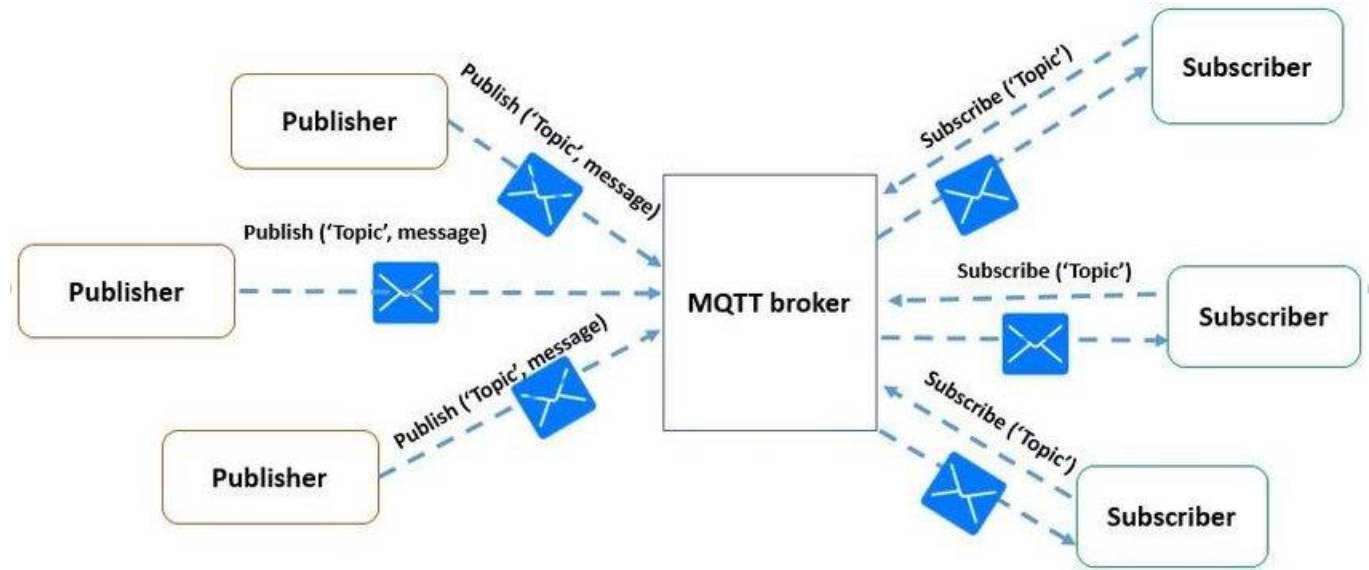 Publisher
Publish (‘Topic’, message)
Publish (‘Topic’, message)
Publisher
Publish (‘Topic’, message)
Publisher
MQTT broker
Subscribe (‘Topic’)
Subscriber
Subscribe (‘Topic’)
Subscriber
Subscribe (‘Topic’)
Subscriber